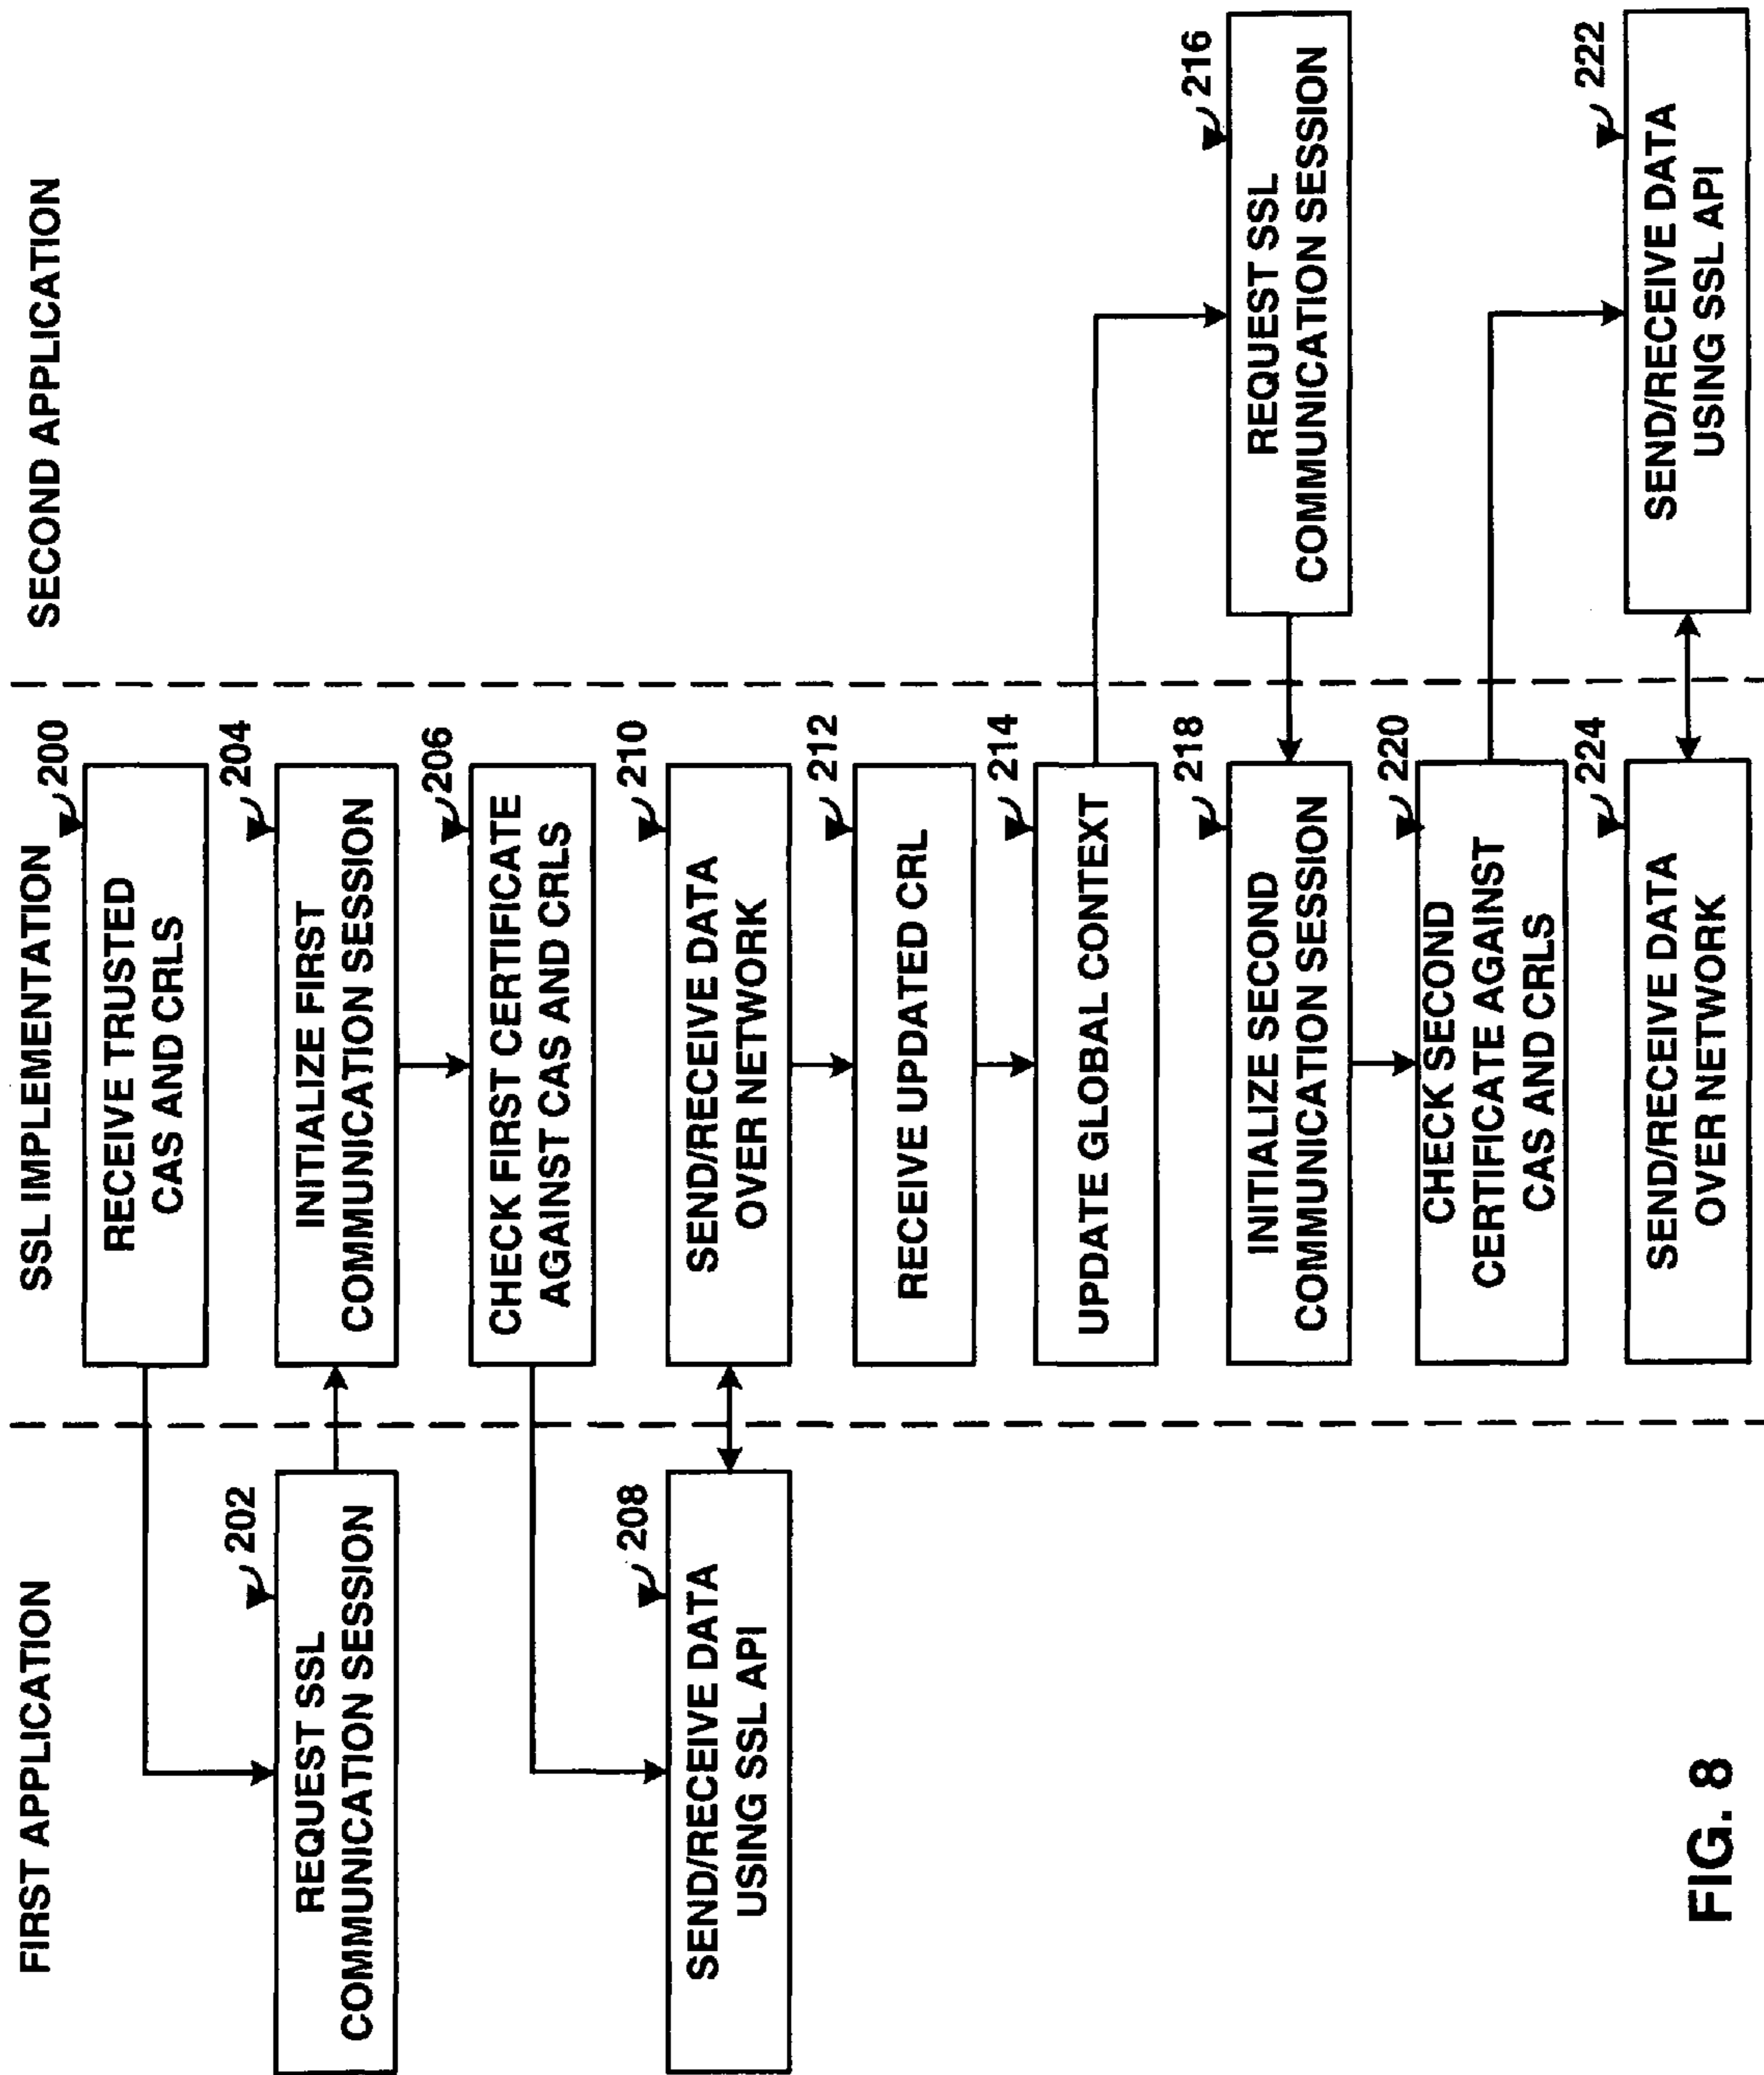 FIRST APPLICATION
SSL IMPLEMENTATION
SECOND APPLICATION
200
RECEIVE TRUSTED
CAS AND CRLS
202
REQUEST SSL
COMMUNICATION SESSION
204
INITIALIZE FIRST
COMMUNICATION SESSION
206
CHECK FIRST CERTIFICATE
AGAINST CAS AND CRLS
208
SEND/RECEIVE DATA
USING SSL API
210
SEND/RECEIVE DATA
OVER NETWORK
212
RECEIVE UPDATED CRL
214
UPDATE GLOBAL CONTEXT
216
REQUEST SSL
COMMUNICATION SESSION
218
INITIALIZE SECOND
COMMUNICATION SESSION
220
CHECK SECOND
CERTIFICATE AGAINST
CAS AND CRLS
222
SEND/RECEIVE DATA
USING SSL API
224
SEND/RECEIVE DATA
OVER NETWORK
FIG. 8